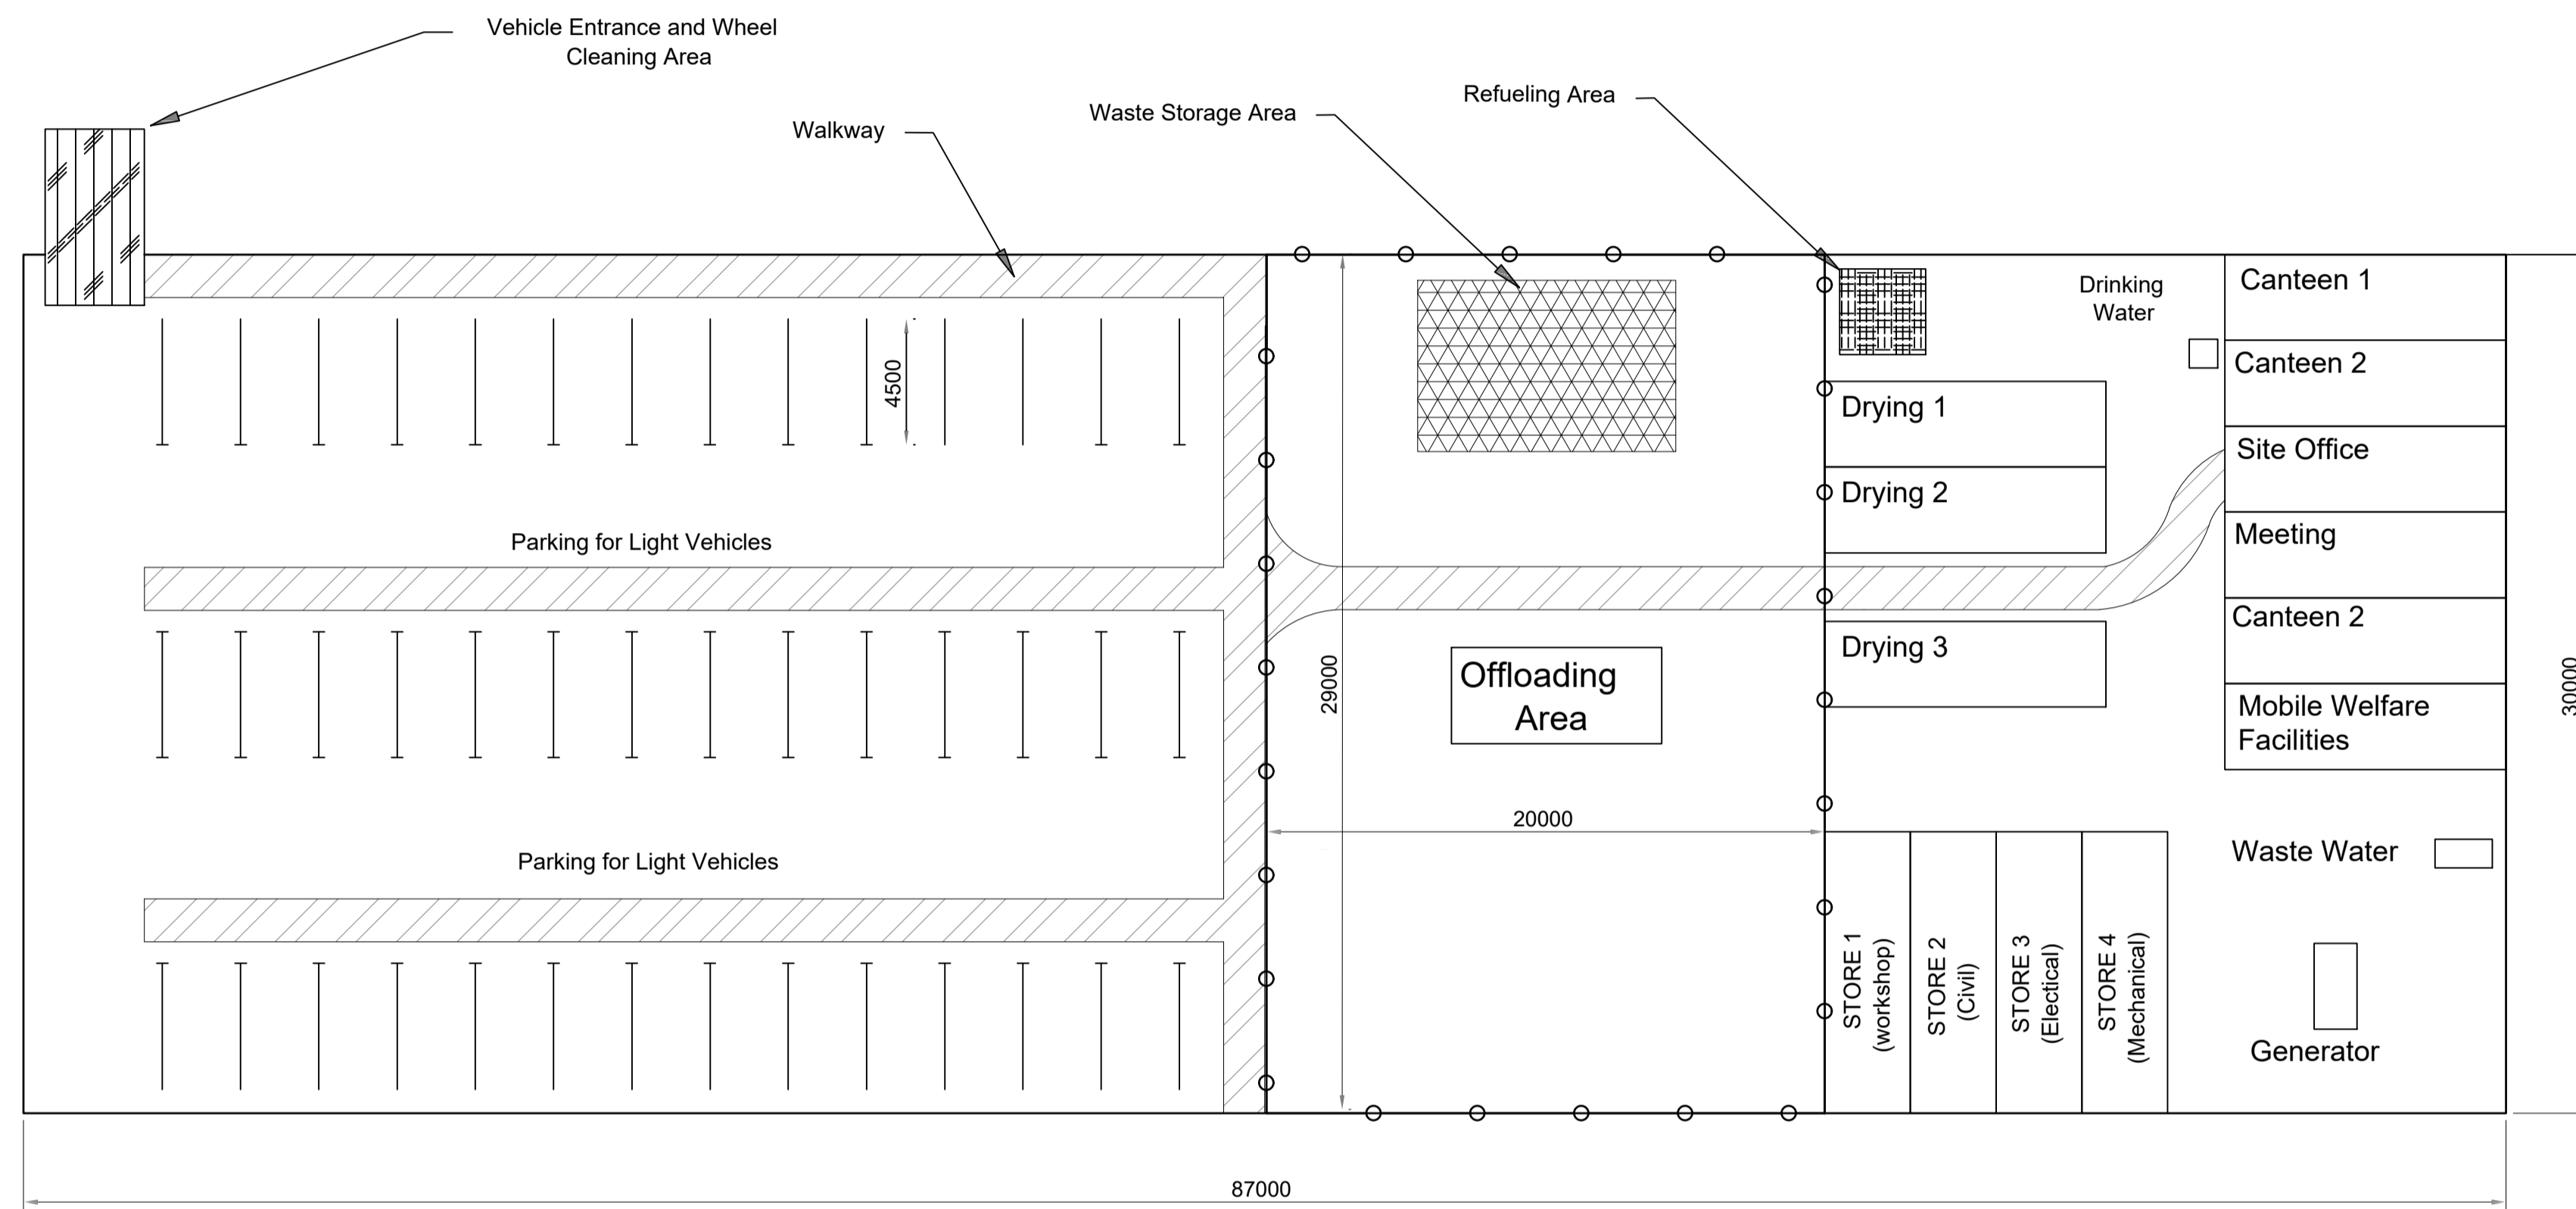 Vehicle Entrance and Wheel
Cleaning Area
Walkway
Waste Storage Area
Refueling Area
Drinking
Water
Canteen 1
Canteen 2
Site Office
Meeting
Canteen 2
Mobile Welfare
Facilities
Drying 1
Drying 2
Drying 3
4500
Parking for Light Vehicles
Parking for Light Vehicles
29000
Offloading
Area
20000
30000
Waste Water
STORE 1
(workshop)
STORE 2
(Civil)
STORE 3
(Electical)
STORE 4
(Mechanical)
Generator
87000